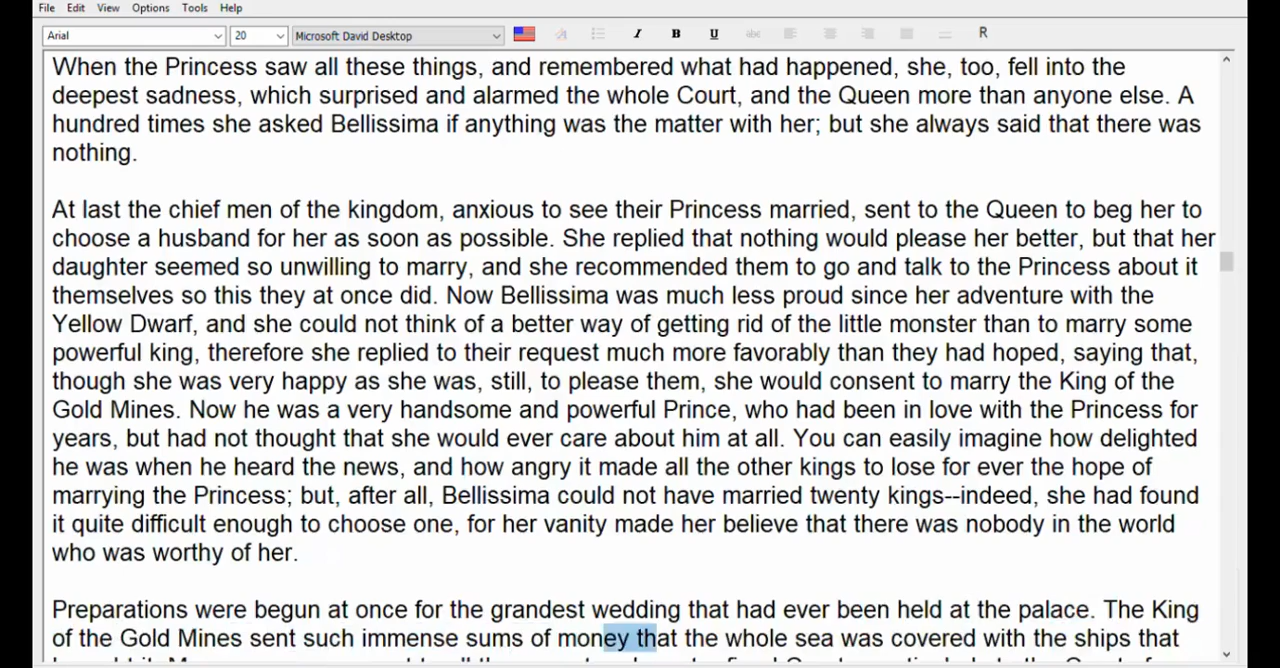 File Edit View Options Tools Help
Arial 20 Microsoft David Desktop I B U abc R
When the Princess saw all these things, and remembered what had happened, she, too, fell into the
deepest sadness, which surprised and alarmed the whole Court, and the Queen more than anyone else. A
hundred times she asked Bellissima if anything was the matter with her; but she always said that there was
nothing.
At last the chief men of the kingdom, anxious to see their Princess married, sent to the Queen to beg her to
choose a husband for her as soon as possible. She replied that nothing would please her better, but that her
daughter seemed so unwilling to marry, and she recommended them to go and talk to the Princess about it
themselves so this they at once did. Now Bellissima was much less proud since her adventure with the
Yellow Dwarf, and she could not think of a better way of getting rid of the little monster than to marry some
powerful king, therefore she replied to their request much more favorably than they had hoped, saying that,
though she was very happy as she was, still, to please them, she would consent to marry the King of the
Gold Mines. Now he was a very handsome and powerful Prince, who had been in love with the Princess for
years, but had not thought that she would ever care about him at all. You can easily imagine how delighted
he was when he heard the news, and how angry it made all the other kings to lose for ever the hope of
marrying the Princess; but, after all, Bellissima could not have married twenty kings--indeed, she had found
it quite difficult enough to choose one, for her vanity made her believe that there was nobody in the world
who was worthy of her.
Preparations were begun at once for the grandest wedding that had ever been held at the palace. The King
of the Gold Mines sent such immense sums of money that the whole sea was covered with the ships that